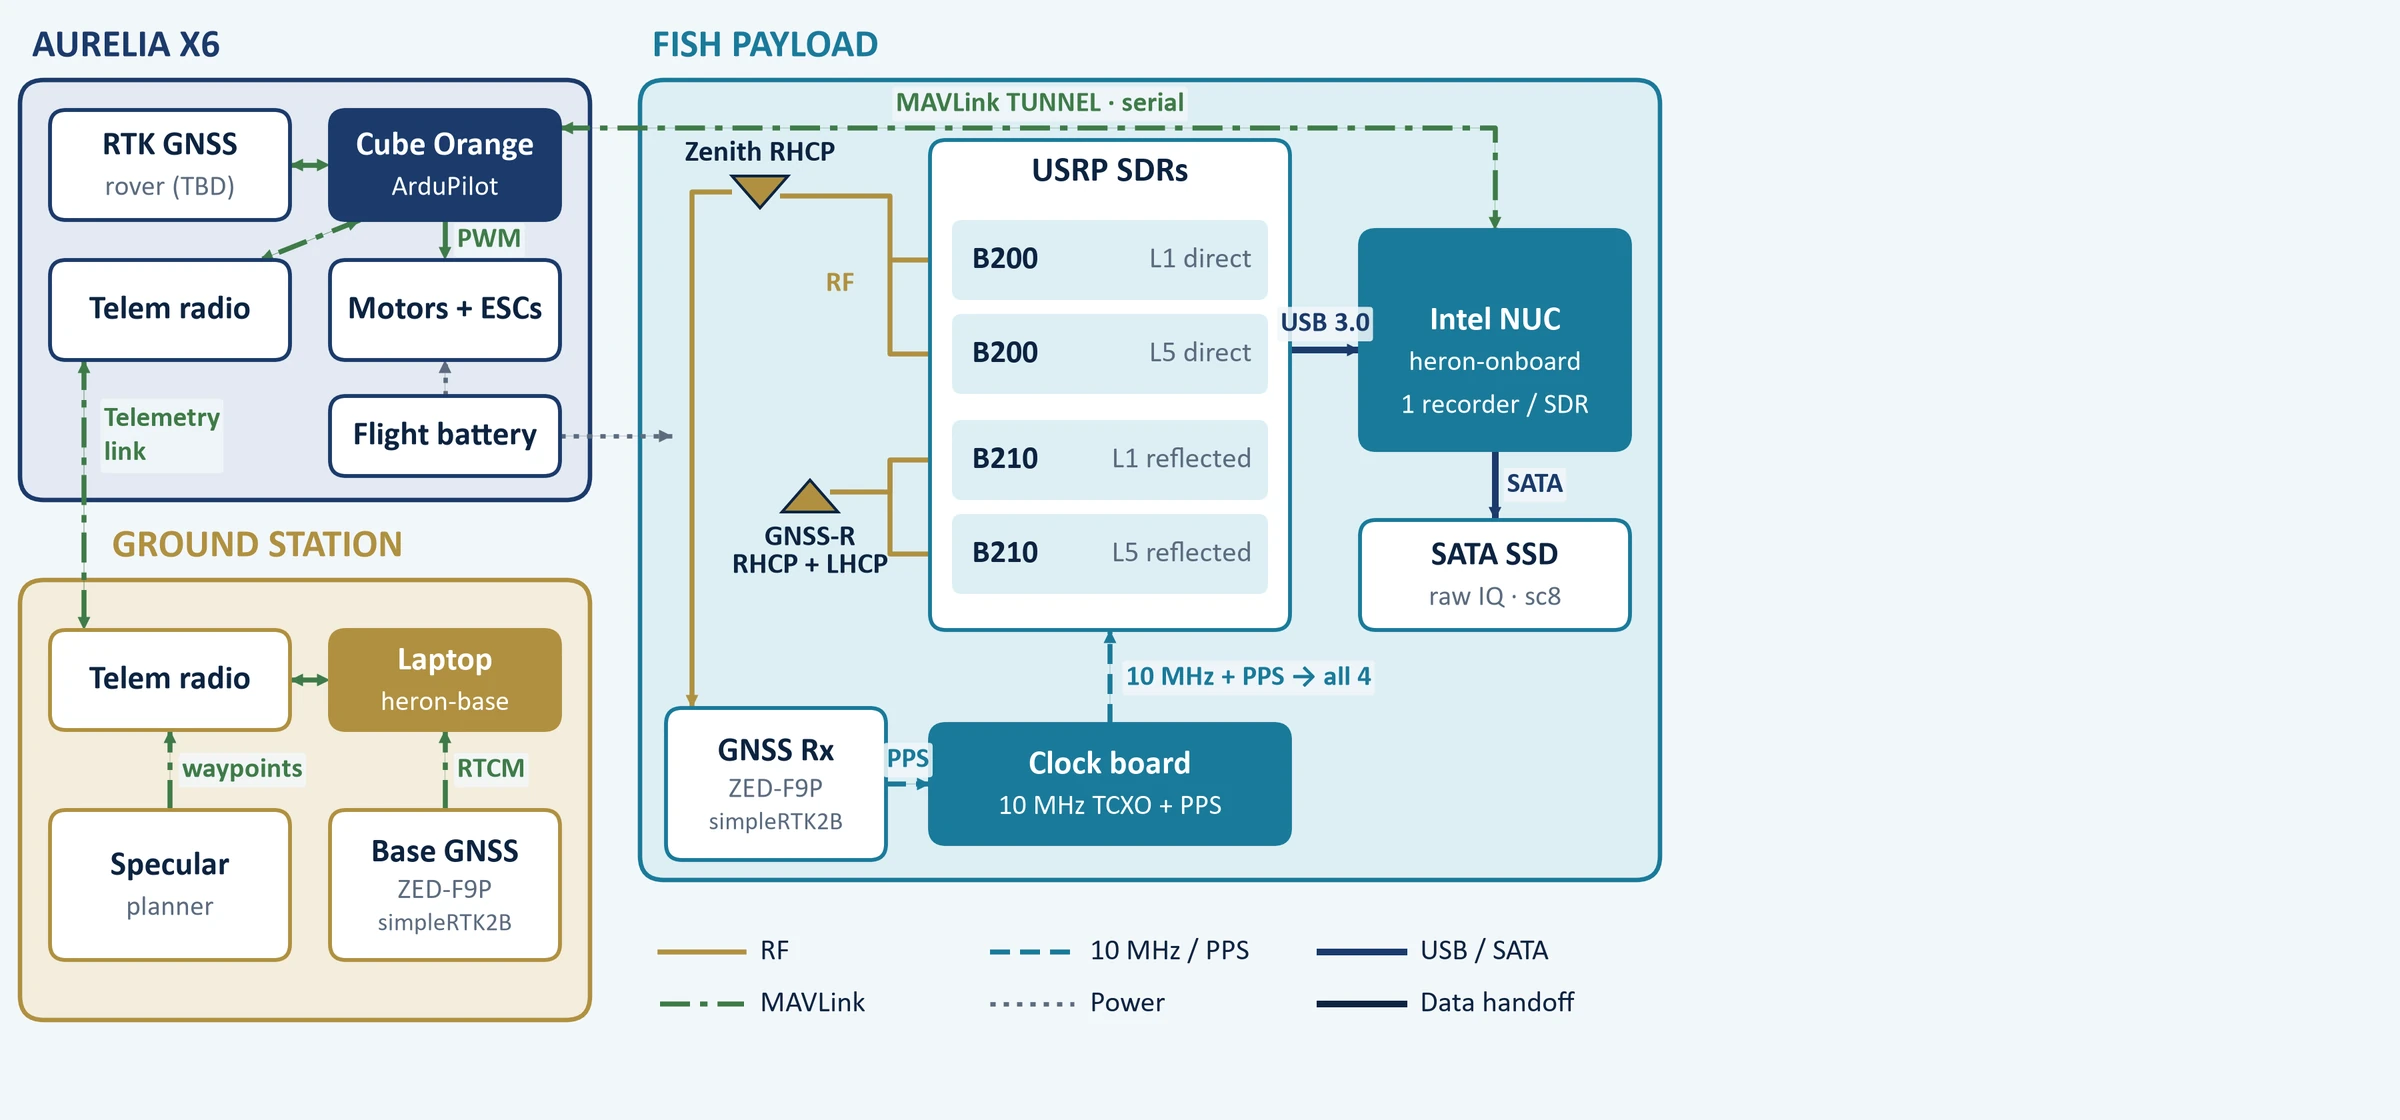 AURELIA X6
RTK GNSS
rover (TBD)
Cube Orange
ArduPilot
PWM
Telem radio
Motors + ESCs
Telemetry
link
Flight battery
GROUND STATION
Telem radio
Laptop
heron-base
waypoints
RTCM
Specular
planner
Base GNSS
ZED-F9P
simpleRTK2B
FISH PAYLOAD
MAVLink TUNNEL · serial
Zenith RHCP
RF
USRP SDRs
B200 L1 direct
B200 L5 direct
B210 L1 reflected
B210 L5 reflected
GNSS-R
RHCP + LHCP
USB 3.0
Intel NUC
heron-onboard
1 recorder / SDR
SATA
SATA SSD
raw IQ · sc8
10 MHz + PPS → all 4
GNSS Rx
ZED-F9P
simpleRTK2B
PPS
Clock board
10 MHz TCXO + PPS
RF
10 MHz / PPS
USB / SATA
MAVLink
Power
Data handoff